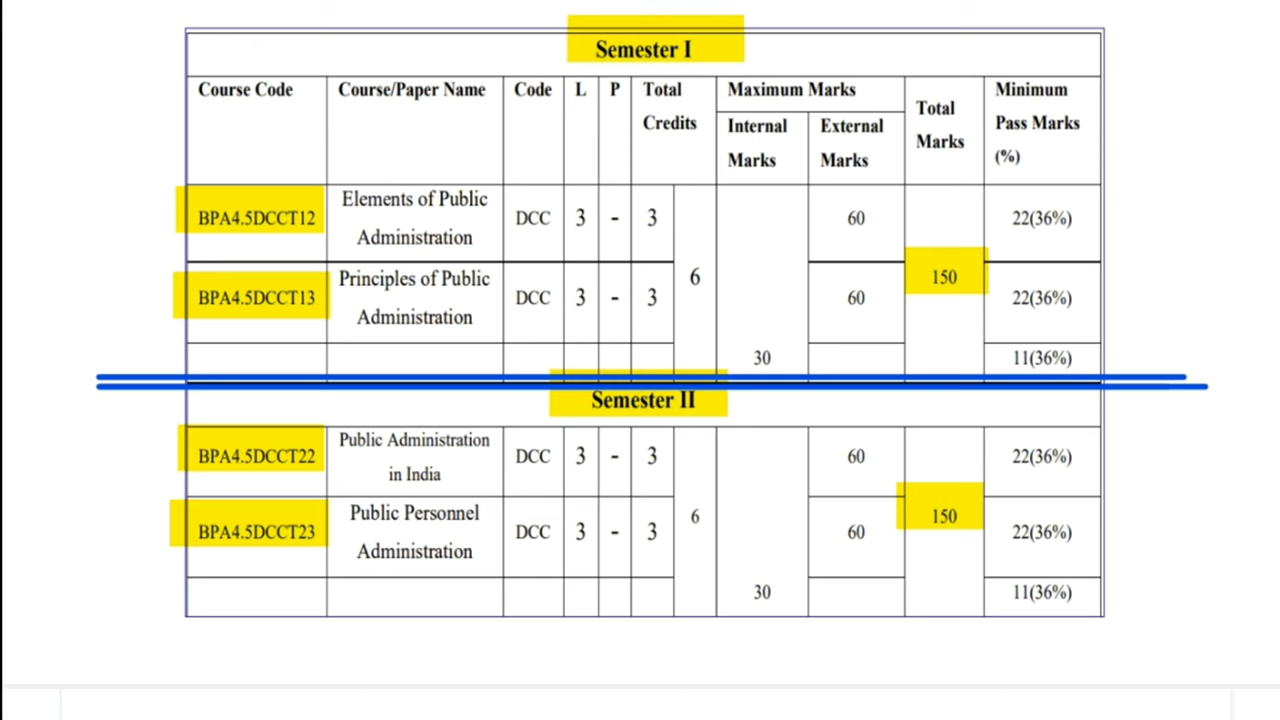 Semester I
Course Code Course/Paper Name Code L P Total Credits Maximum Marks Total Marks Minimum Pass Marks (%)
Internal Marks External Marks
BPA4.5DCCT12 Elements of Public Administration DCC 3 - 3 60 22(36%)
6 150
BPA4.5DCCT13 Principles of Public Administration DCC 3 - 3 60 22(36%)
30 11(36%)
Semester II
BPA4.5DCCT22 Public Administration in India DCC 3 - 3 60 22(36%)
6 150
BPA4.5DCCT23 Public Personnel Administration DCC 3 - 3 60 22(36%)
30 11(36%)